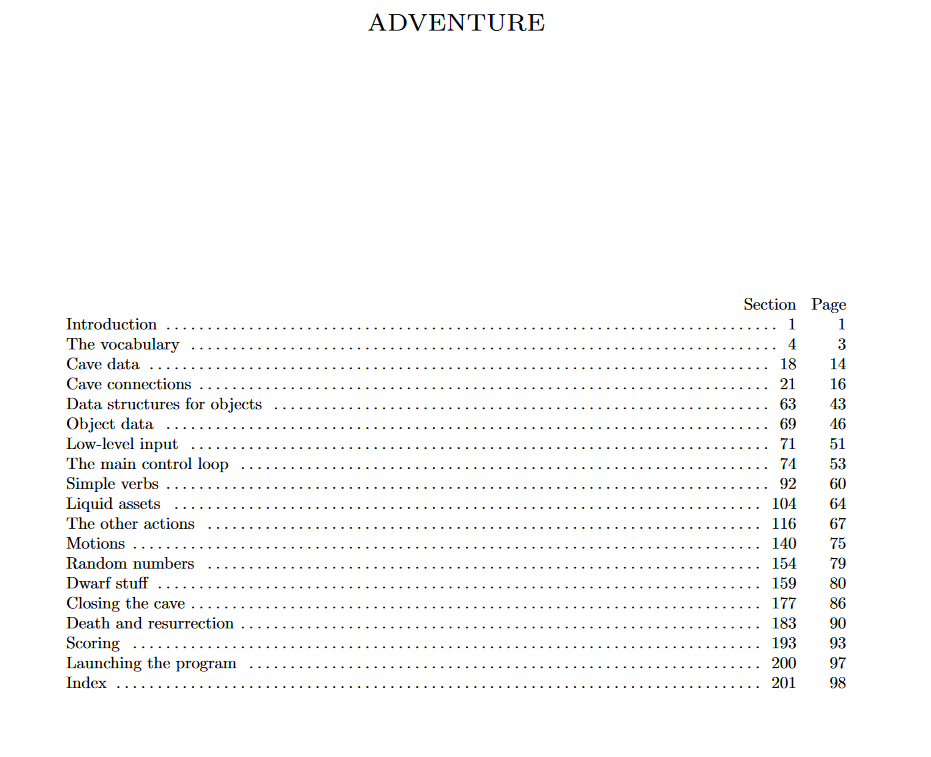 ADVENTURE
Section Page
Introduction . . . . . . . . . . . . . . . . . . . . . . . . . . . . . . . . . . . . . . . . 1 1
The vocabulary . . . . . . . . . . . . . . . . . . . . . . . . . . . . . . . . . . . . . . . . 4 3
Cave data . . . . . . . . . . . . . . . . . . . . . . . . . . . . . . . . . . . . . . . . 18 14
Cave connections . . . . . . . . . . . . . . . . . . . . . . . . . . . . . . . . . . . . . . . . 21 16
Data structures for objects . . . . . . . . . . . . . . . . . . . . . . . . . . . . . . . . . . . . . . . . 63 43
Object data . . . . . . . . . . . . . . . . . . . . . . . . . . . . . . . . . . . . . . . . 69 46
Low-level input . . . . . . . . . . . . . . . . . . . . . . . . . . . . . . . . . . . . . . . . 71 51
The main control loop . . . . . . . . . . . . . . . . . . . . . . . . . . . . . . . . . . . . . . . . 74 53
Simple verbs . . . . . . . . . . . . . . . . . . . . . . . . . . . . . . . . . . . . . . . . 92 60
Liquid assets . . . . . . . . . . . . . . . . . . . . . . . . . . . . . . . . . . . . . . . . 104 64
The other actions . . . . . . . . . . . . . . . . . . . . . . . . . . . . . . . . . . . . . . . . 116 67
Motions . . . . . . . . . . . . . . . . . . . . . . . . . . . . . . . . . . . . . . . . 140 75
Random numbers . . . . . . . . . . . . . . . . . . . . . . . . . . . . . . . . . . . . . . . . 154 79
Dwarf stuff . . . . . . . . . . . . . . . . . . . . . . . . . . . . . . . . . . . . . . . . 159 80
Closing the cave . . . . . . . . . . . . . . . . . . . . . . . . . . . . . . . . . . . . . . . . 177 86
Death and resurrection . . . . . . . . . . . . . . . . . . . . . . . . . . . . . . . . . . . . . . . . 183 90
Scoring . . . . . . . . . . . . . . . . . . . . . . . . . . . . . . . . . . . . . . . . 193 93
Launching the program . . . . . . . . . . . . . . . . . . . . . . . . . . . . . . . . . . . . . . . . 200 97
Index . . . . . . . . . . . . . . . . . . . . . . . . . . . . . . . . . . . . . . . . 201 98